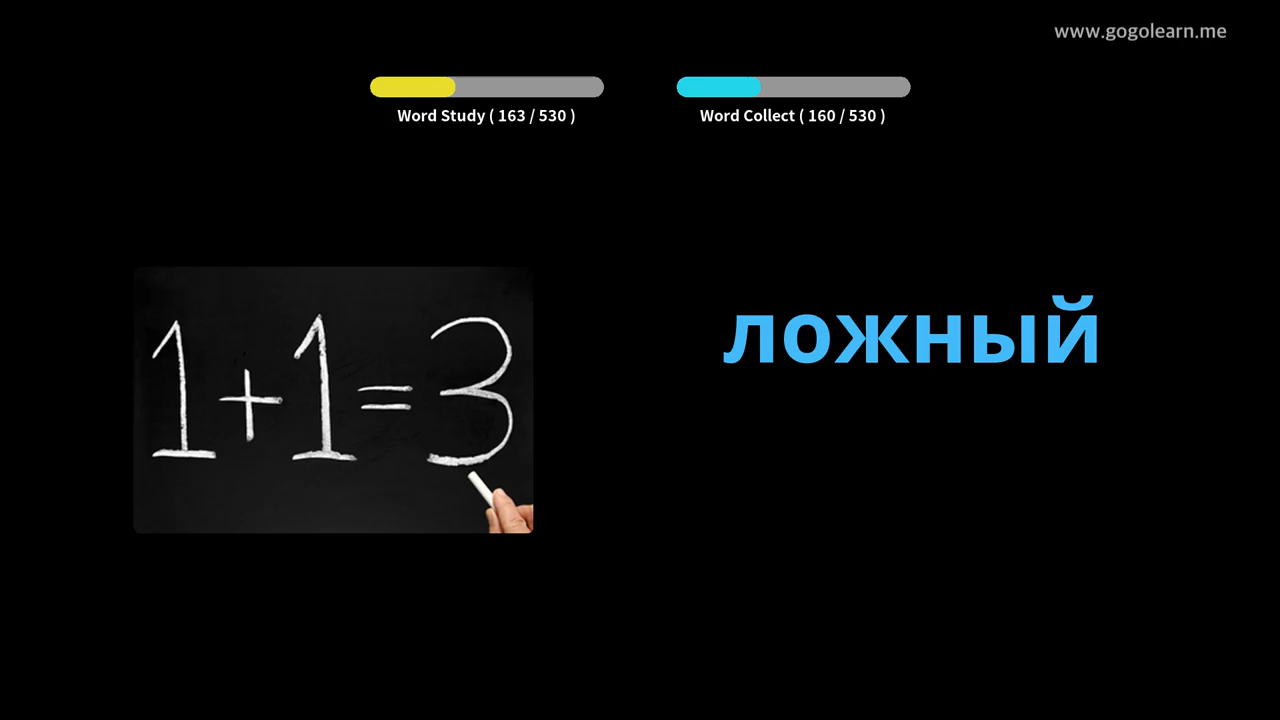 www.gogolearn.me
Word Study ( 163 / 530 )
Word Collect ( 160 / 530 )
1+1=3
ложный